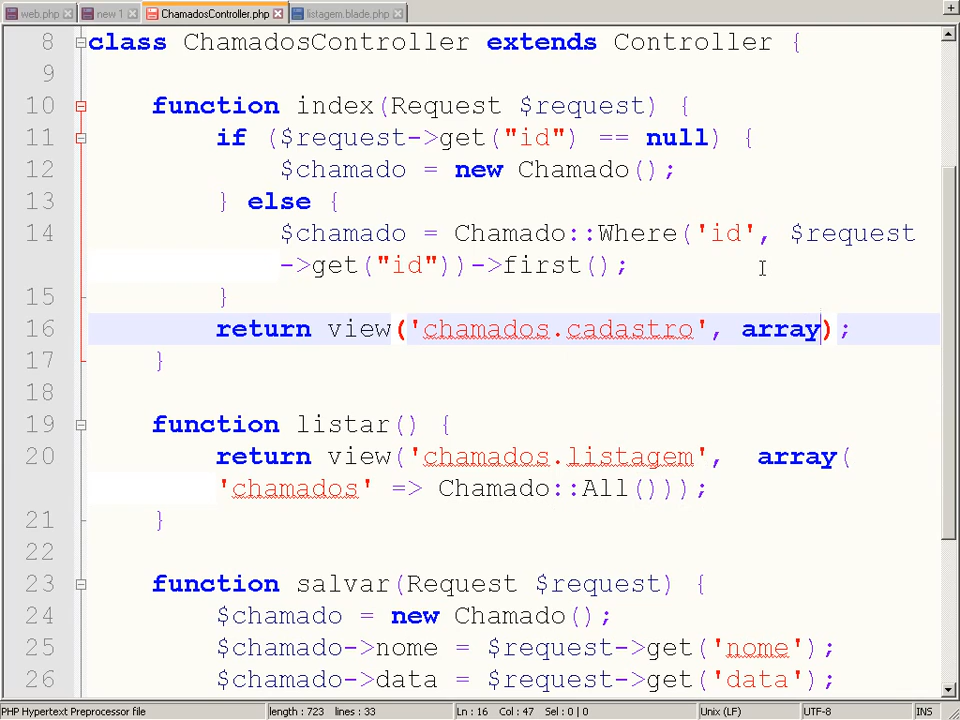 web.php new 1 ChamadosController.php listagem.blade.php
8 class ChamadosController extends Controller {
9
10 function index(Request $request) {
11 if ($request->get("id") == null) {
12 $chamado = new Chamado();
13 } else {
14 $chamado = Chamado::Where('id', $request
->get("id"))->first();
15 }
16 return view('chamados.cadastro', array);
17 }
18
19 function listar() {
20 return view('chamados.listagem',  array(
'chamados' => Chamado::All()));
21 }
22
23 function salvar(Request $request) {
24 $chamado = new Chamado();
25 $chamado->nome = $request->get('nome');
26 $chamado->data = $request->get('data');
PHP Hypertext Preprocessor file length : 723 lines : 33 Ln : 16 Col : 47 Sel : 0 | 0 Unix (LF) UTF-8 INS